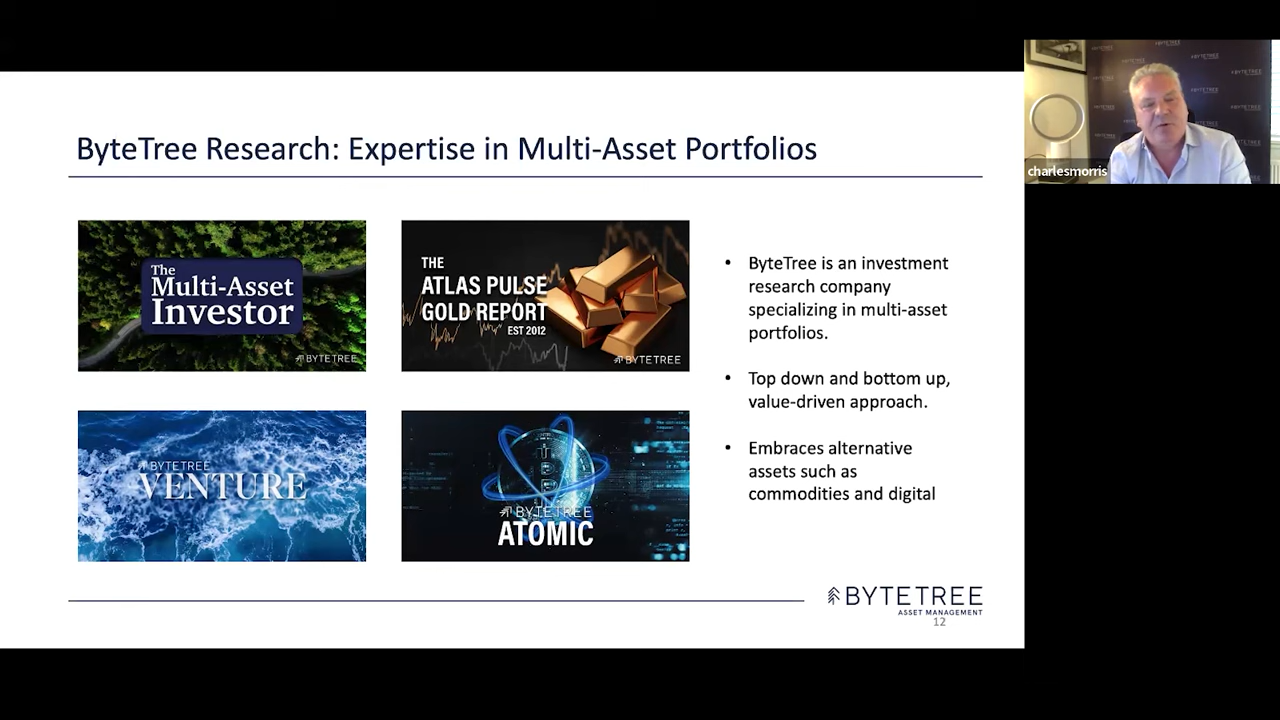 ByteTree Research: Expertise in Multi-Asset Portfolios
charlesmorris
The
Multi-Asset
Investor
BYTETREE
THE
ATLAS PULSE
GOLD REPORT
EST 2012
BYTETREE
• ByteTree is an investment
research company
specializing in multi-asset
portfolios.
• Top down and bottom up,
value-driven approach.
• Embraces alternative
assets such as
commodities and digital
BYTETREE
VENTURE
BYTETREE
ATOMIC
BYTETREE
ASSET MANAGEMENT
12